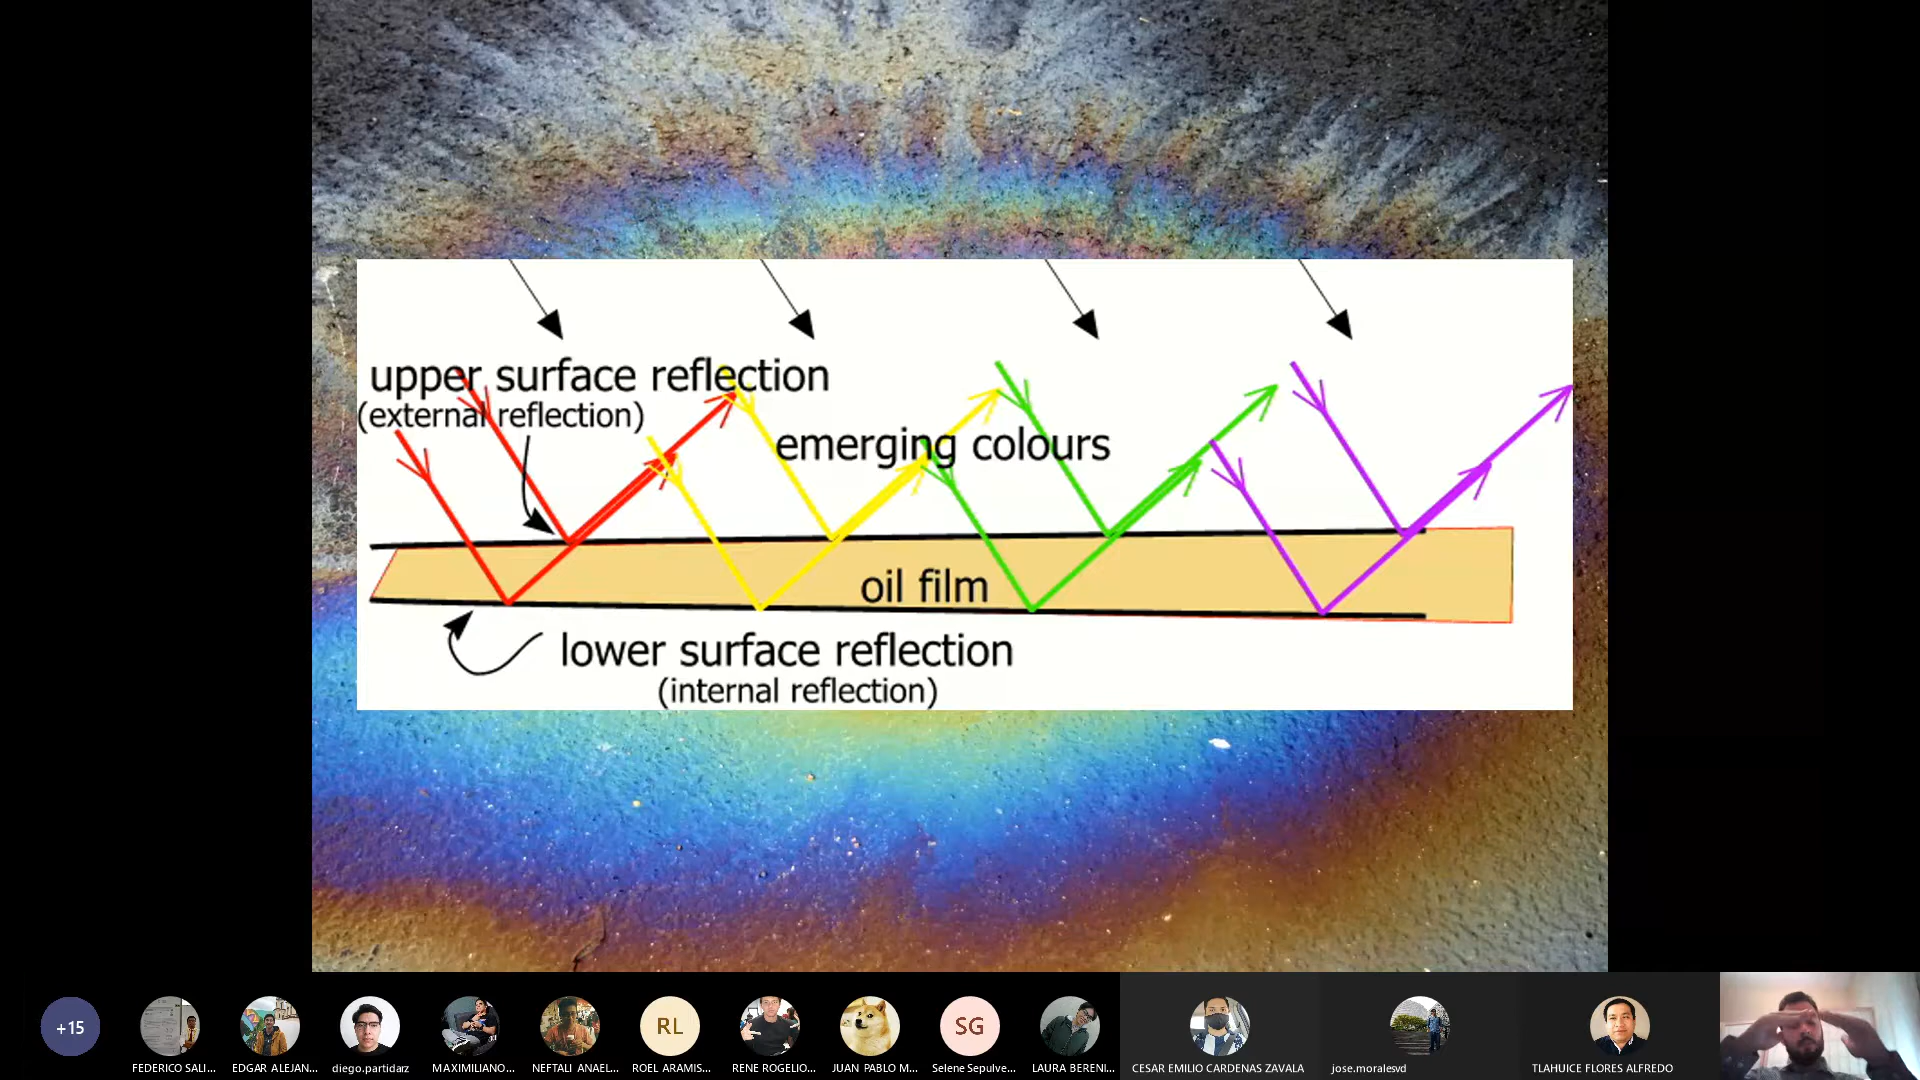 upper surface reflection
(external reflection)
emerging colours
oil film
lower surface reflection
(internal reflection)
+15
RL
SG
FEDERICO SALI...
EDGAR ALEJAN...
diego.partidarz
MAXIMILIANO...
NEFTALI ANAEL...
ROEL ARAMIS...
RENE ROGELIO...
JUAN PABLO M...
Selene Sepulve...
LAURA BERENI...
CESAR EMILIO CARDENAS ZAVALA
jose.moralesvd
TLAHUICE FLORES ALFREDO